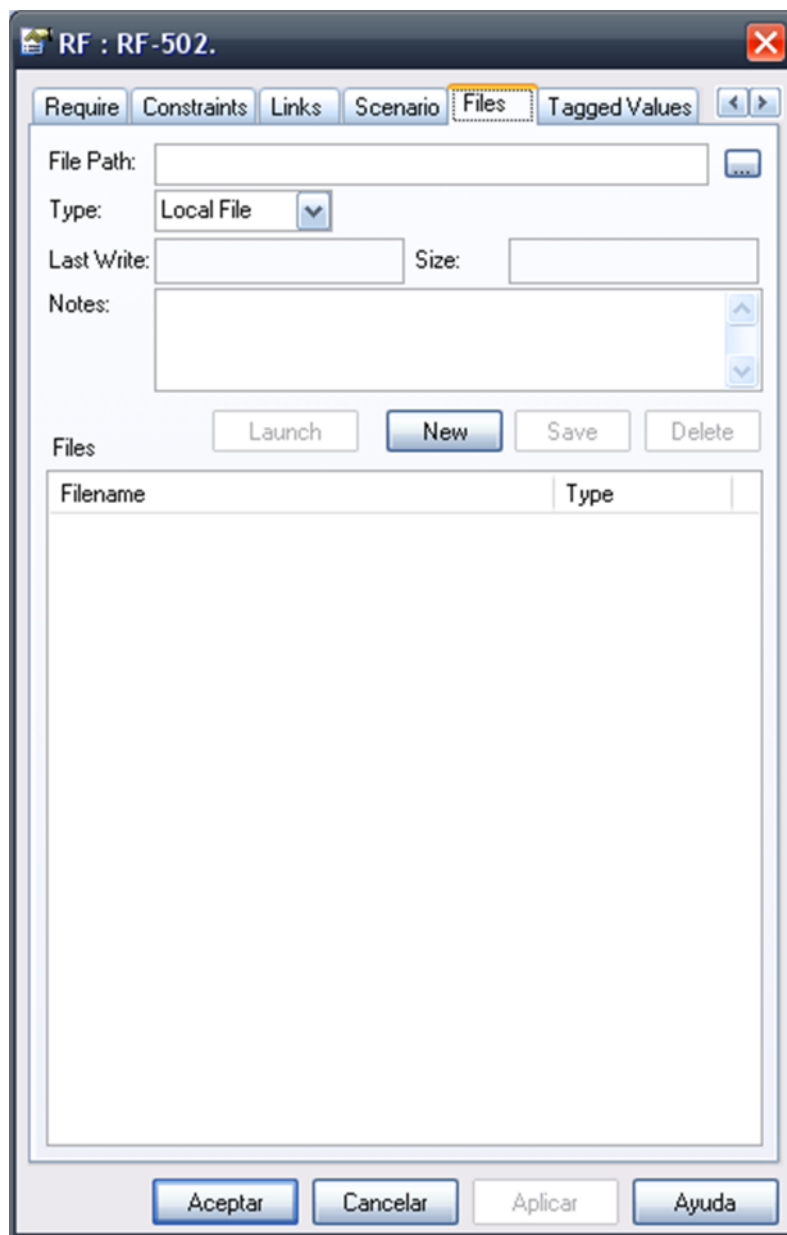 RF : RF-502.
Require Constraints Links Scenario Files Tagged Values
File Path: ...
Type: Local File
Last Write: Size:
Notes:
Launch New Save Delete
Files
Filename Type
Aceptar Cancelar Aplicar Ayuda